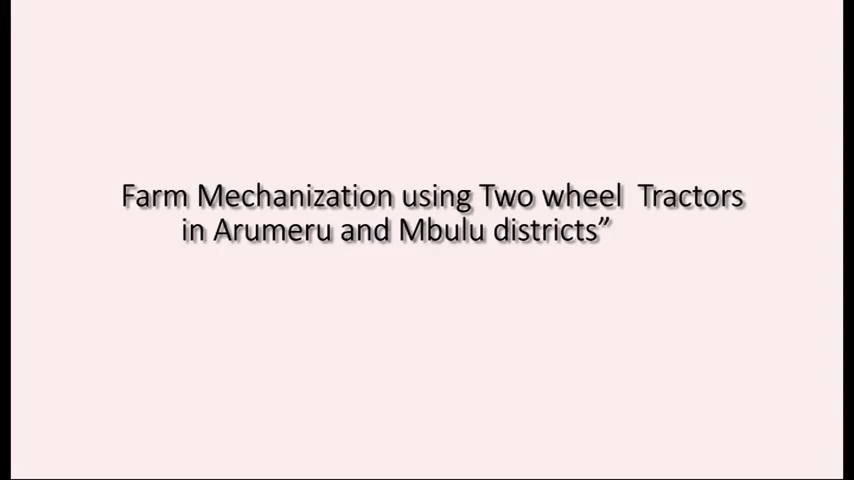 Farm Mechanization using Two wheel  Tractors
in Arumeru and Mbulu districts”